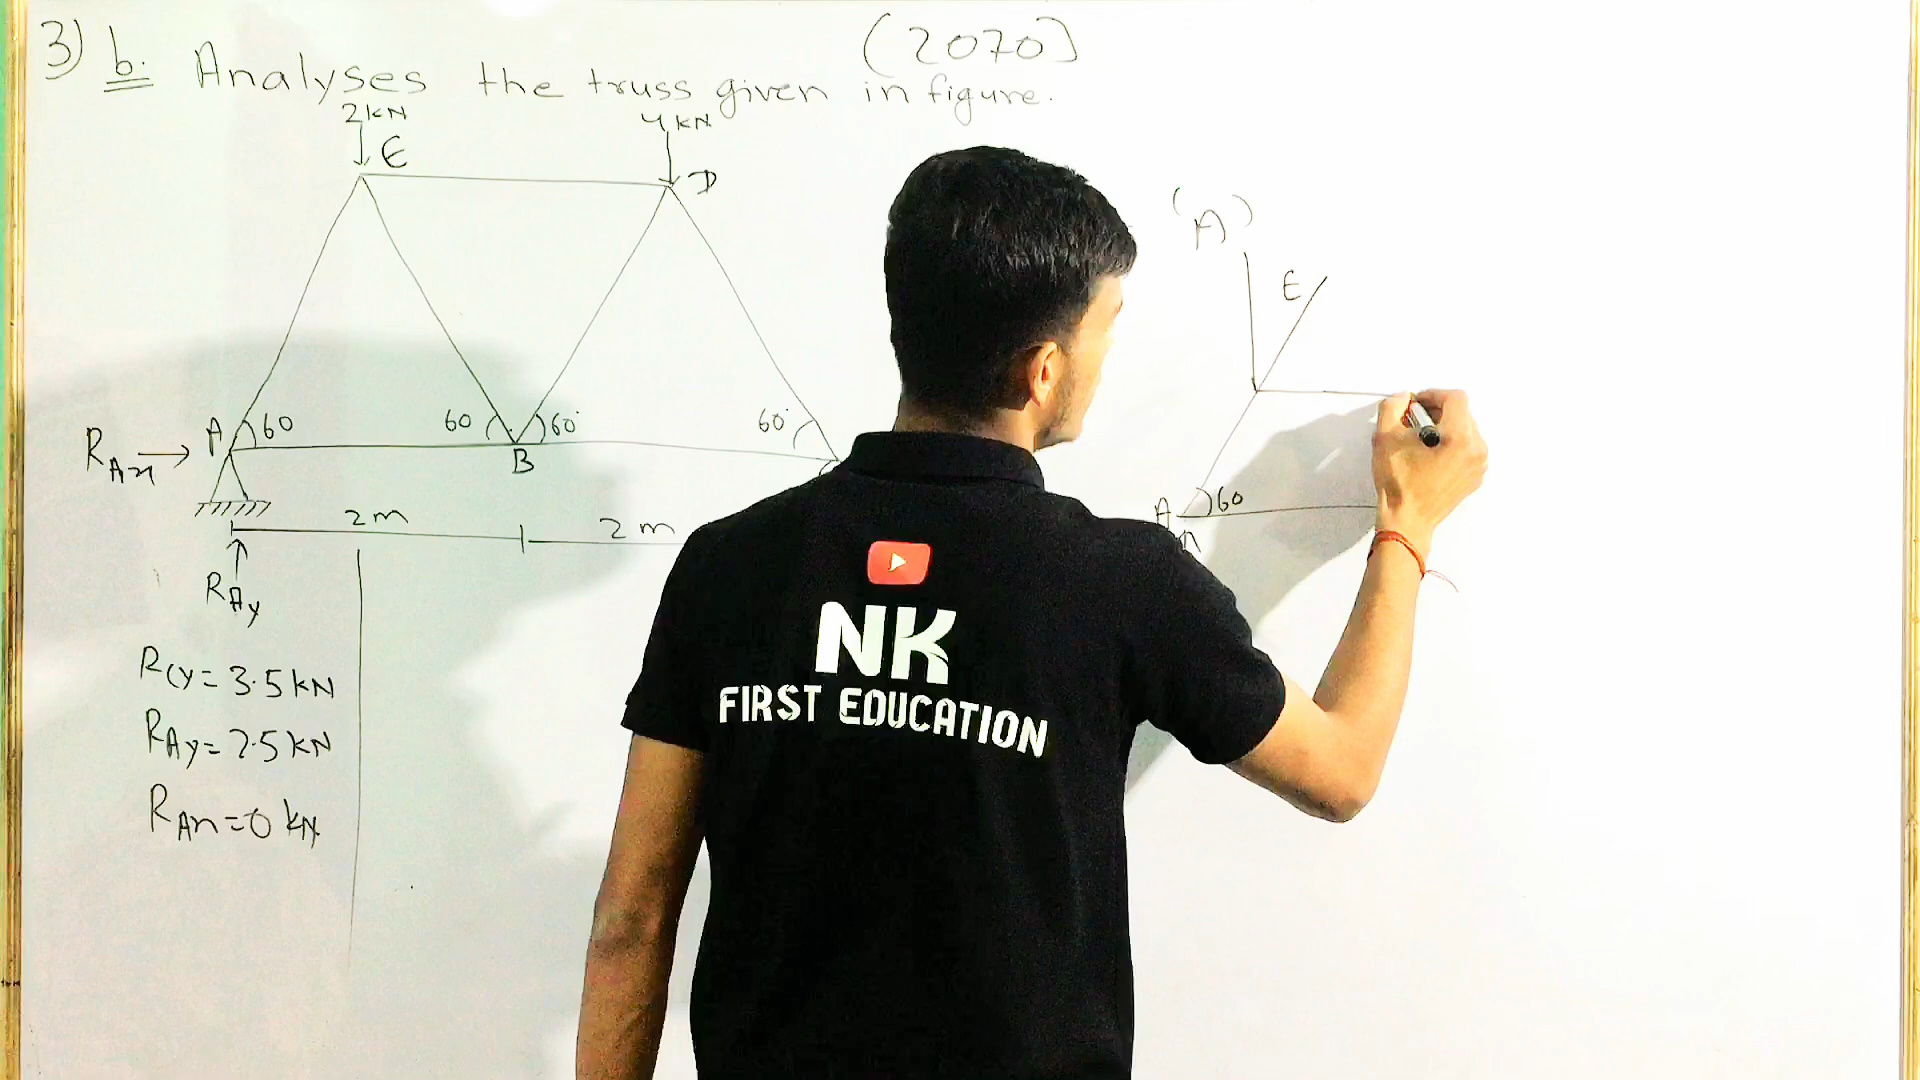 (2070)
3) b. Analyses the truss given in figure.
2kN
4kN
E
D
(A)
E
A 60 60 60° 60°
RAx →
B
A 60
2m 2m
RAy
RCy = 3.5 kN
RAy = 2.5 kN
RAx = 0 kN
NK
FIRST EDUCATION